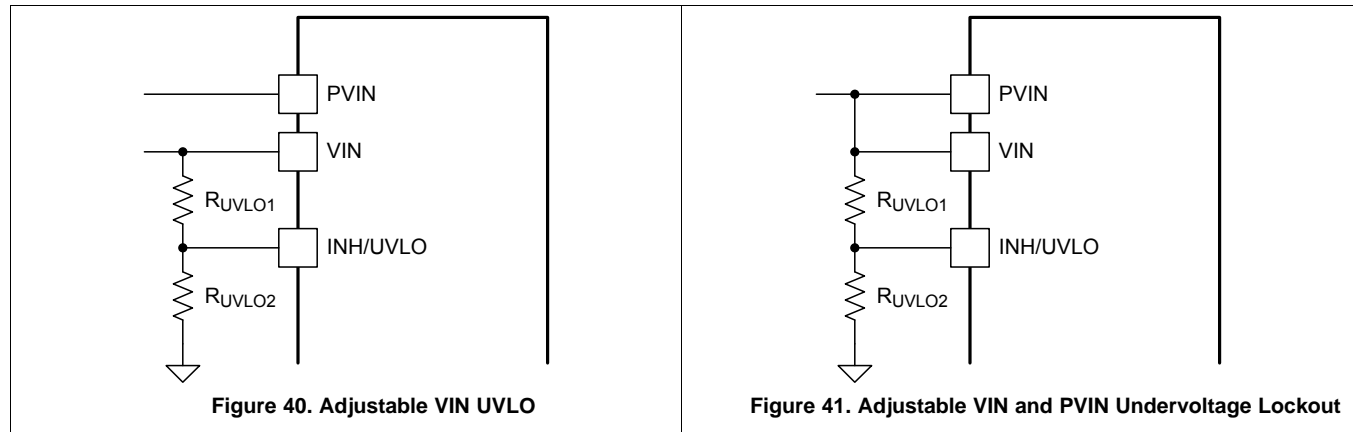 PVIN
VIN
RUVLO1
INH/UVLO
RUVLO2
Figure 40. Adjustable VIN UVLO
PVIN
VIN
RUVLO1
INH/UVLO
RUVLO2
Figure 41. Adjustable VIN and PVIN Undervoltage Lockout